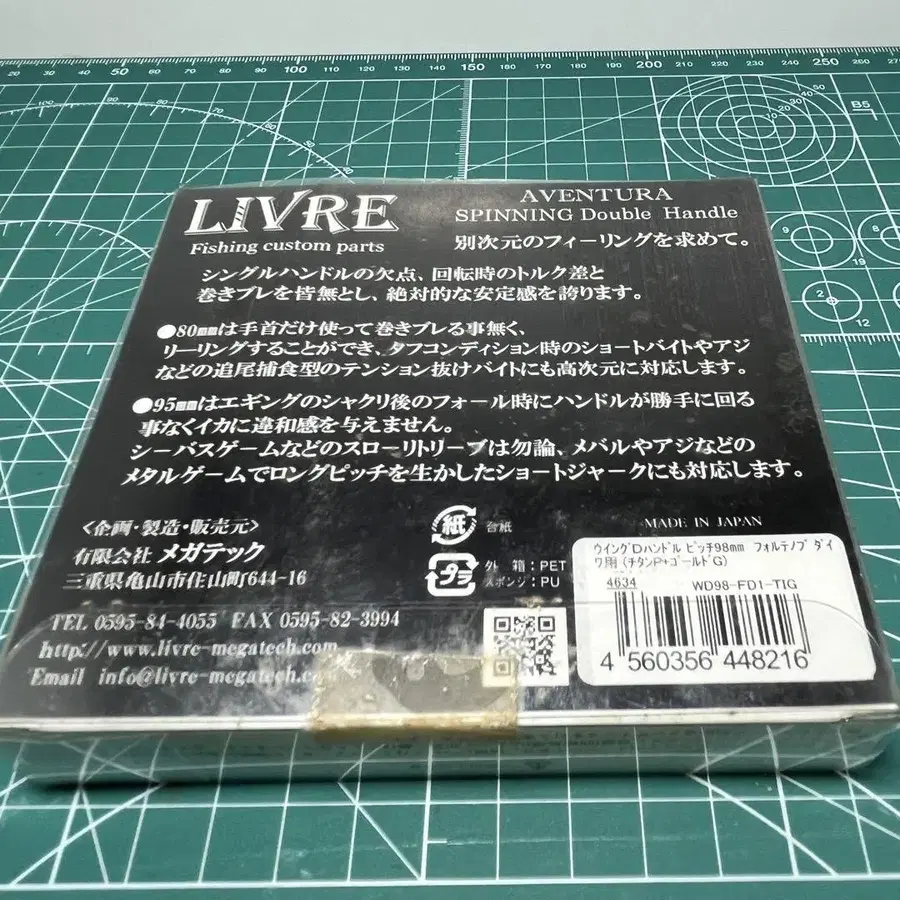 20 50 100 150 200 250
B5
10 20 30 40 50
2
12
LIVRE
Fishing custom parts
AVENTURA
SPINNING Double Handle
別次元のフィーリングを求めて。
シングルハンドルの欠点、回転時のトルク差と
巻きブレを皆無とし、絶対的な安定感を誇ります。
●80mmは手首だけ使って巻きブレる事無く、
リーリングすることができ、タフコンディション時のショートバイトやアジ
などの追尾捕食型のテンション抜けバイトにも高次元に対応します。
●95mmはエギングのシャクリ後のフォール時にハンドルが勝手に回る
事なくイカに違和感を与えません。
シーバスゲームなどのスローリトリーブは勿論、メバルやアジなどの
メタルゲームでロングピッチを生かしたショートジャークにも対応します。
<企画・製造・販売元>
有限会社 メガテック
三重県亀山市住山町644-16
TEL 0595-84-4055 FAX 0595-82-3994
http://www.livre-megatech.com
Email info@livre-megatech.c
紙 台紙
プラ 外 箱:PET
スポンジ:PU
MADE IN JAPAN
ウイングDハンドル ピッチ98mm フォルテノブ ダイ
ワ用 (チタンP+ゴールドG)
4634 WD98-FD1-TIG
4 560356 448216